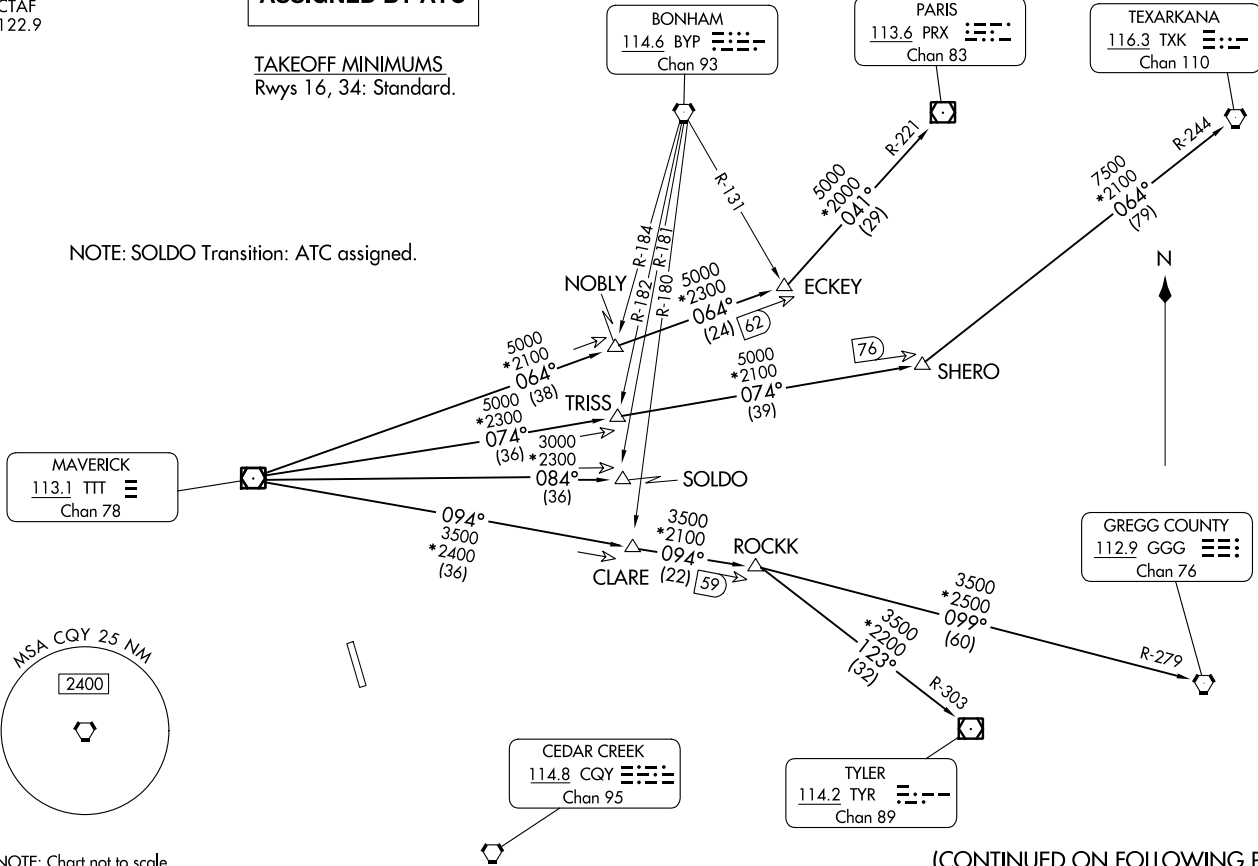 CTAF
122.9
ASSIGNED BY ATC
TAKEOFF MINIMUMS
Rwys 16, 34: Standard.
BONHAM
114.6 BYP
Chan 93
PARIS
113.6 PRX
Chan 83
TEXARKANA
116.3 TXK
Chan 110
R-221
R-244
5000
*2000
041°
(29)
7500
*2100
064°
(79)
R-131
NOTE: SOLDO Transition: ATC assigned.
R-184
R-181
R-182
R-180
N
NOBLY
5000
*2300
064°
(24)
62
ECKEY
5000
*2100
064°
(38)
76
SHERO
5000
*2100
074°
(39)
TRISS
5000
*2300
074°
(36)
3000
*2300
084°
(36)
SOLDO
MAVERICK
113.1 TTT
Chan 78
094°
3500
*2400
(36)
CLARE
3500
*2100
094°
(22)
59
ROCKK
GREGG COUNTY
112.9 GGG
Chan 76
3500
*2500
099°
(60)
R-279
3500
*2200
123°
(32)
R-303
MSA CQY 25 NM
2400
CEDAR CREEK
114.8 CQY
Chan 95
TYLER
114.2 TYR
Chan 89
NOTE: Chart not to scale
(CONTINUED ON FOLLOWING P